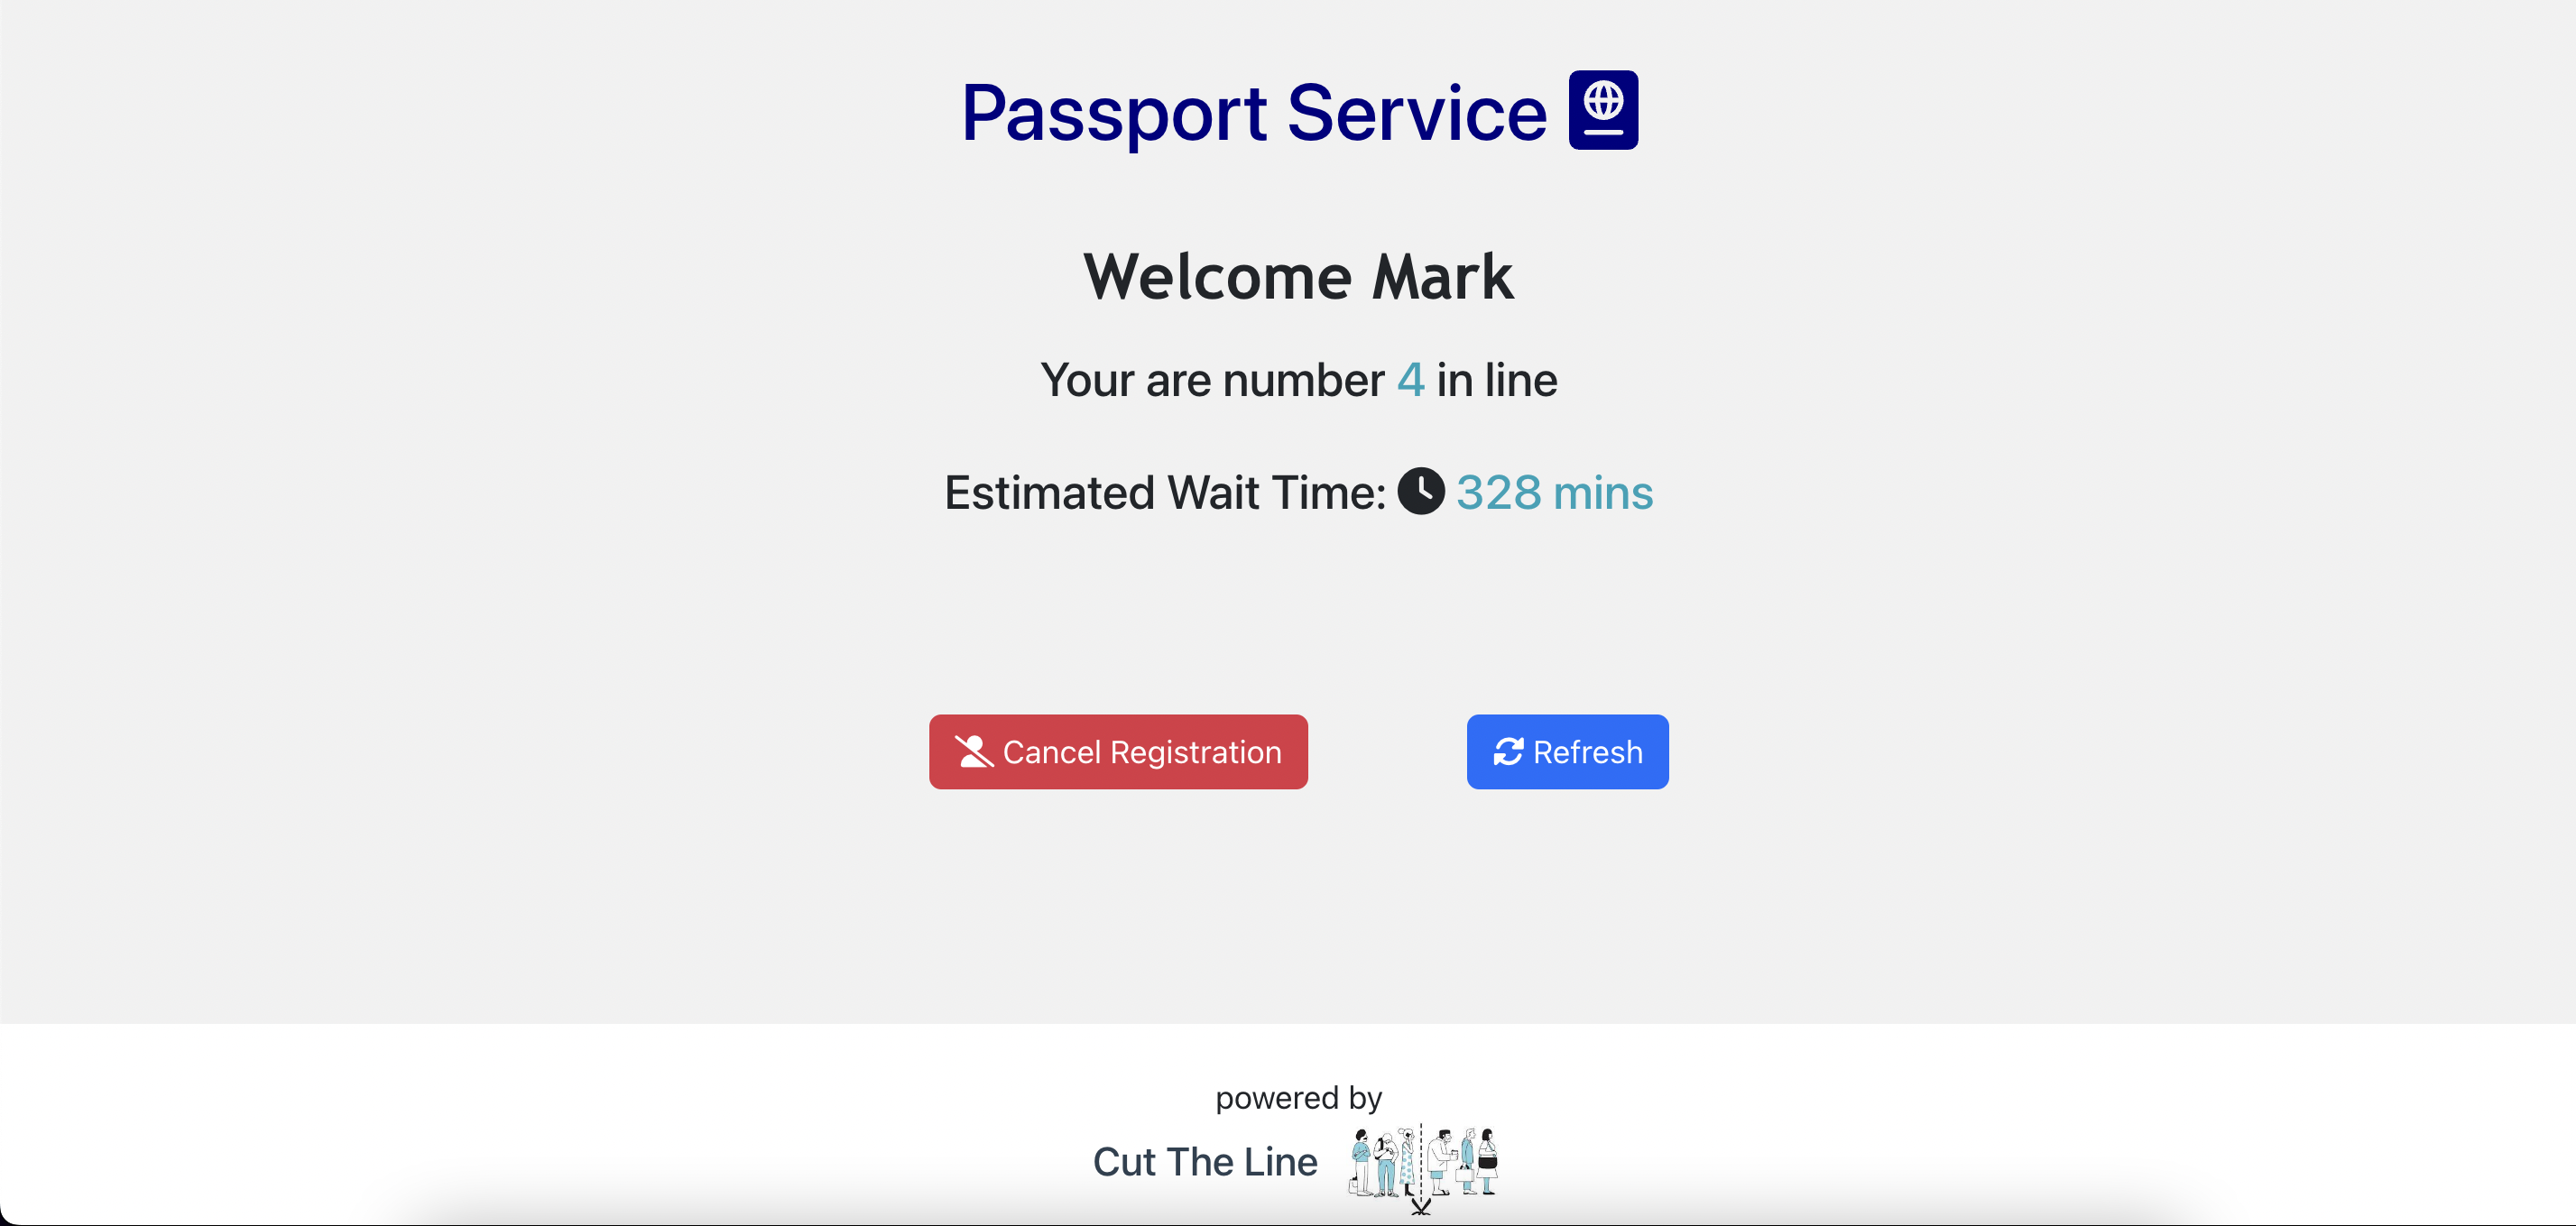 Passport Service
Welcome Mark
Your are number 4 in line
Estimated Wait Time: 328 mins
Cancel Registration
Refresh
powered by
Cut The Line